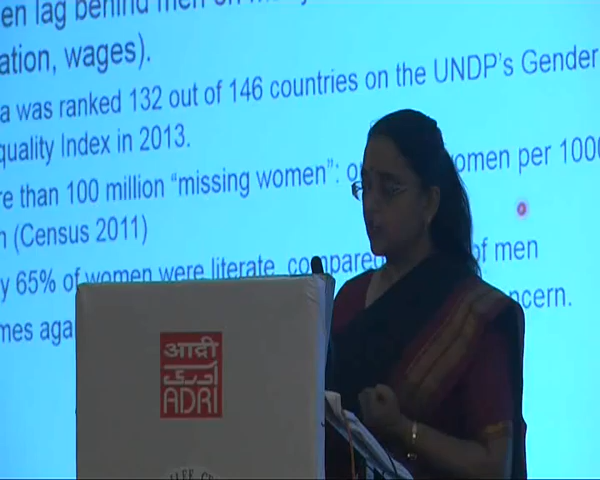 en lag behind men on
ation, wages).
a was ranked 132 out of 146 countries on the UNDP's Gender
quality Index in 2013.
re than 100 million "missing women": omen per 1000
n (Census 2011)
y 65% of women were literate compared of men
mes aga ncern.
आद्री
ADRI